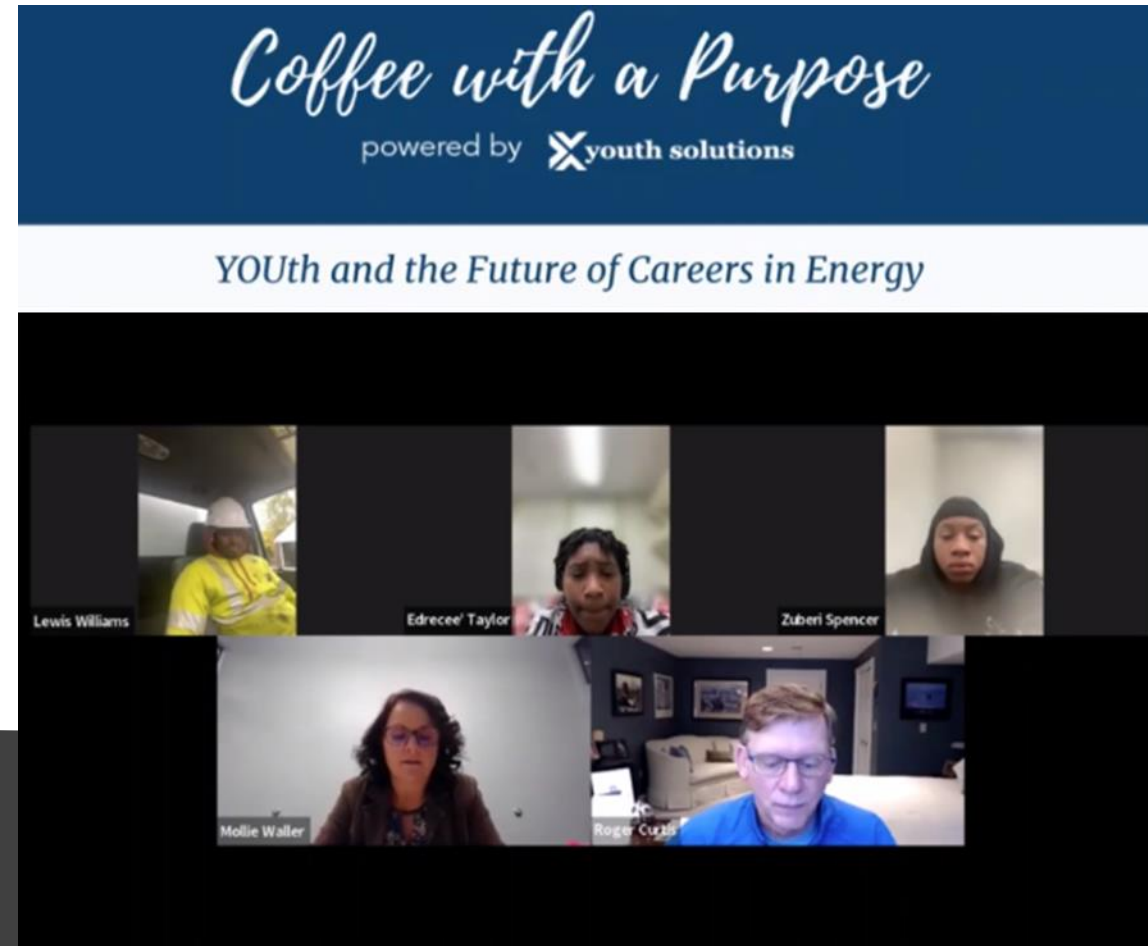 Coffee with a Purpose
powered by youth solutions
YOUth and the Future of Careers in Energy
Lewis Williams
Edrecee' Taylor
Zuberi Spencer
Mollie Waller
Roger Curtis